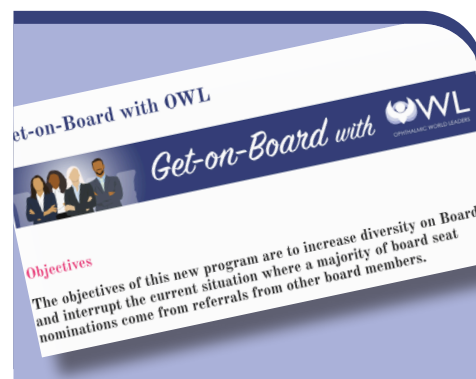 et-on-Board with OWL
Get-on-Board with OWL
OPHTHALMIC WORLD LEADERS
Objectives
The objectives of this new program are to increase diversity on Board
and interrupt the current situation where a majority of board seat
nominations come from referrals from other board members.